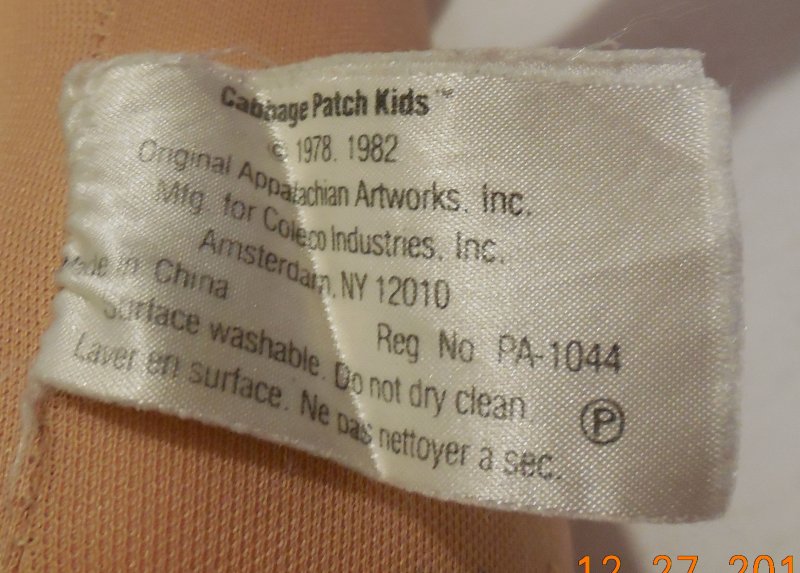 Cabbage Patch Kids™
© 1978. 1982
Original Appalachian Artworks, Inc.
Mfg. for Coleco Industries, Inc.
Amsterdam, NY 12010
Made in China
Reg No PA-1044
Surface washable. Do not dry clean.
Laver en surface. Ne pas nettoyer a sec.
P
12 27 201